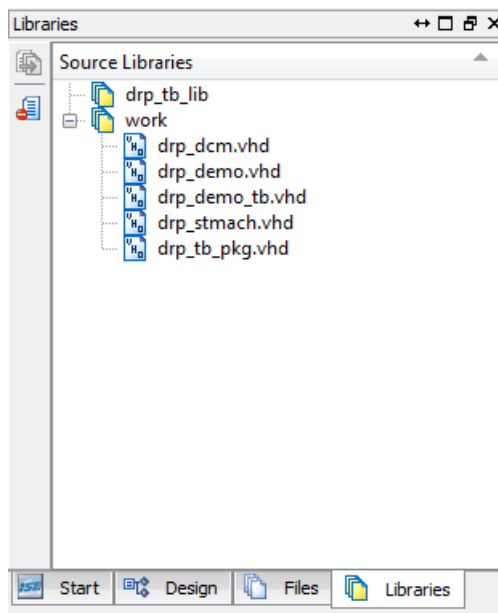 Libraries
Source Libraries
drp_tb_lib
work
drp_dcm.vhd
drp_demo.vhd
drp_demo_tb.vhd
drp_stmach.vhd
drp_tb_pkg.vhd
ISE Start Design Files Libraries